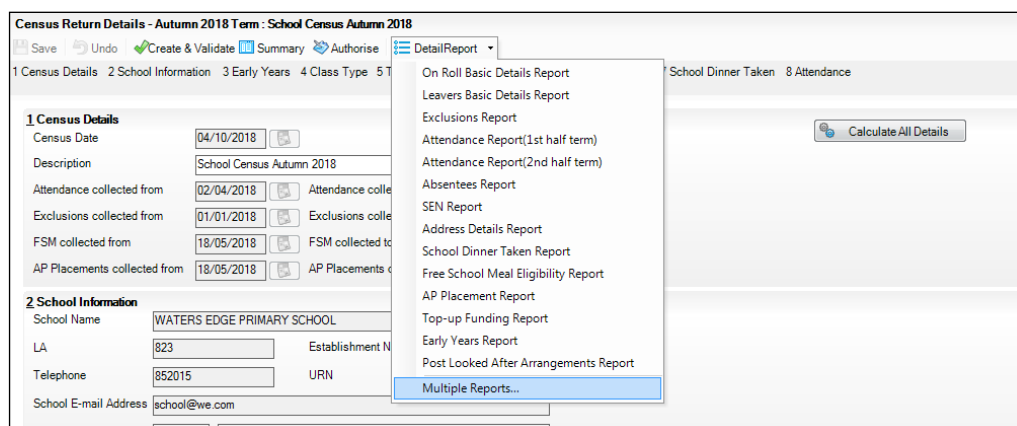 Census Return Details - Autumn 2018 Term : School Census Autumn 2018
Save Undo Create & Validate Summary Authorise DetailReport
1 Census Details 2 School Information 3 Early Years 4 Class Type 5 T School Dinner Taken 8 Attendance
On Roll Basic Details Report
Leavers Basic Details Report
Exclusions Report
Attendance Report(1st half term)
Attendance Report(2nd half term)
Absentees Report
SEN Report
Address Details Report
School Dinner Taken Report
Free School Meal Eligibility Report
AP Placement Report
Top-up Funding Report
Early Years Report
Post Looked After Arrangements Report
Multiple Reports...
1 Census Details
Census Date 04/10/2018
Calculate All Details
Description School Census Autumn 2018
Attendance collected from 02/04/2018 Attendance colle
Exclusions collected from 01/01/2018 Exclusions colle
FSM collected from 18/05/2018 FSM collected to
AP Placements collected from 18/05/2018 AP Placements
2 School Information
School Name WATERS EDGE PRIMARY SCHOOL
LA 823 Establishment N
Telephone 852015 URN
School E-mail Address school@we.com